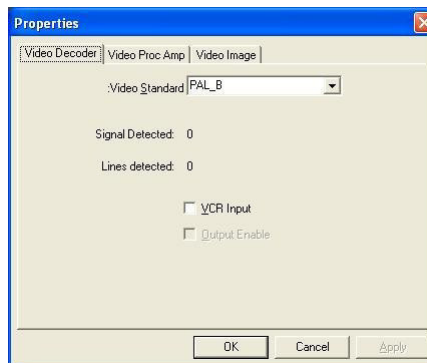 Properties
Video Decoder Video Proc Amp Video Image
:Video Standard PAL_B
Signal Detected: 0
Lines detected: 0
VCR Input
Output Enable
OK Cancel Apply